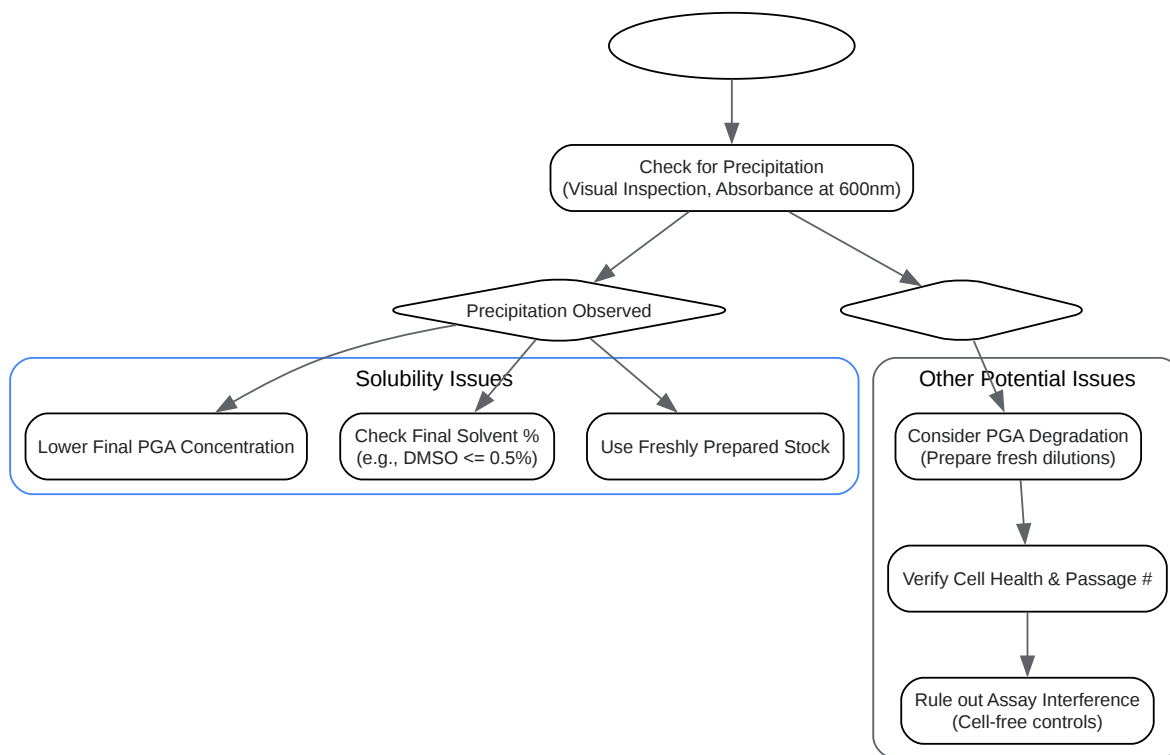 Check for Precipitation
(Visual Inspection, Absorbance at 600nm)
Precipitation Observed
Solubility Issues
Lower Final PGA Concentration
Check Final Solvent %
(e.g., DMSO <= 0.5%)
Use Freshly Prepared Stock
Other Potential Issues
Consider PGA Degradation
(Prepare fresh dilutions)
Verify Cell Health & Passage #
Rule out Assay Interference
(Cell-free controls)